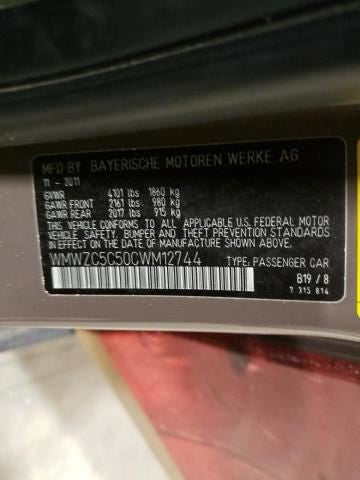 MFD BY BAYERISCHE MOTOREN WERKE AG
11 - 2011
GVWR 4101 lbs 1860 kg
GAWR FRONT 2161 lbs 980 kg
GAWR REAR 2017 lbs 915 kg
THIS VEHICLE CONFORMS TO ALL APPLICABLE U.S. FEDERAL MOTOR
VEHICLE SAFETY, BUMPER, AND THEFT PREVENTION STANDARDS
IN EFFECT ON THE DATE OF MANUFACTURE SHOWN ABOVE.
WMWZC5C50CWM12744 TYPE: PASSENGER CAR
B19 / 8
7 315 814